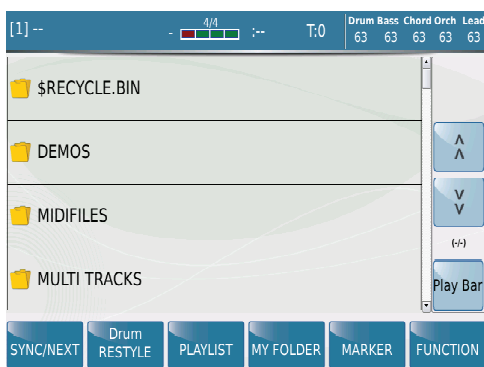 [1] --
- 4/4 :-- T:0
Drum Bass Chord Orch Lead
63 63 63 63 63
$RECYCLE.BIN
DEMOS
MIDIFILES
MULTI TRACKS
(-/-)
Play Bar
SYNC/NEXT
Drum
RESTYLE
PLAYLIST
MY FOLDER
MARKER
FUNCTION